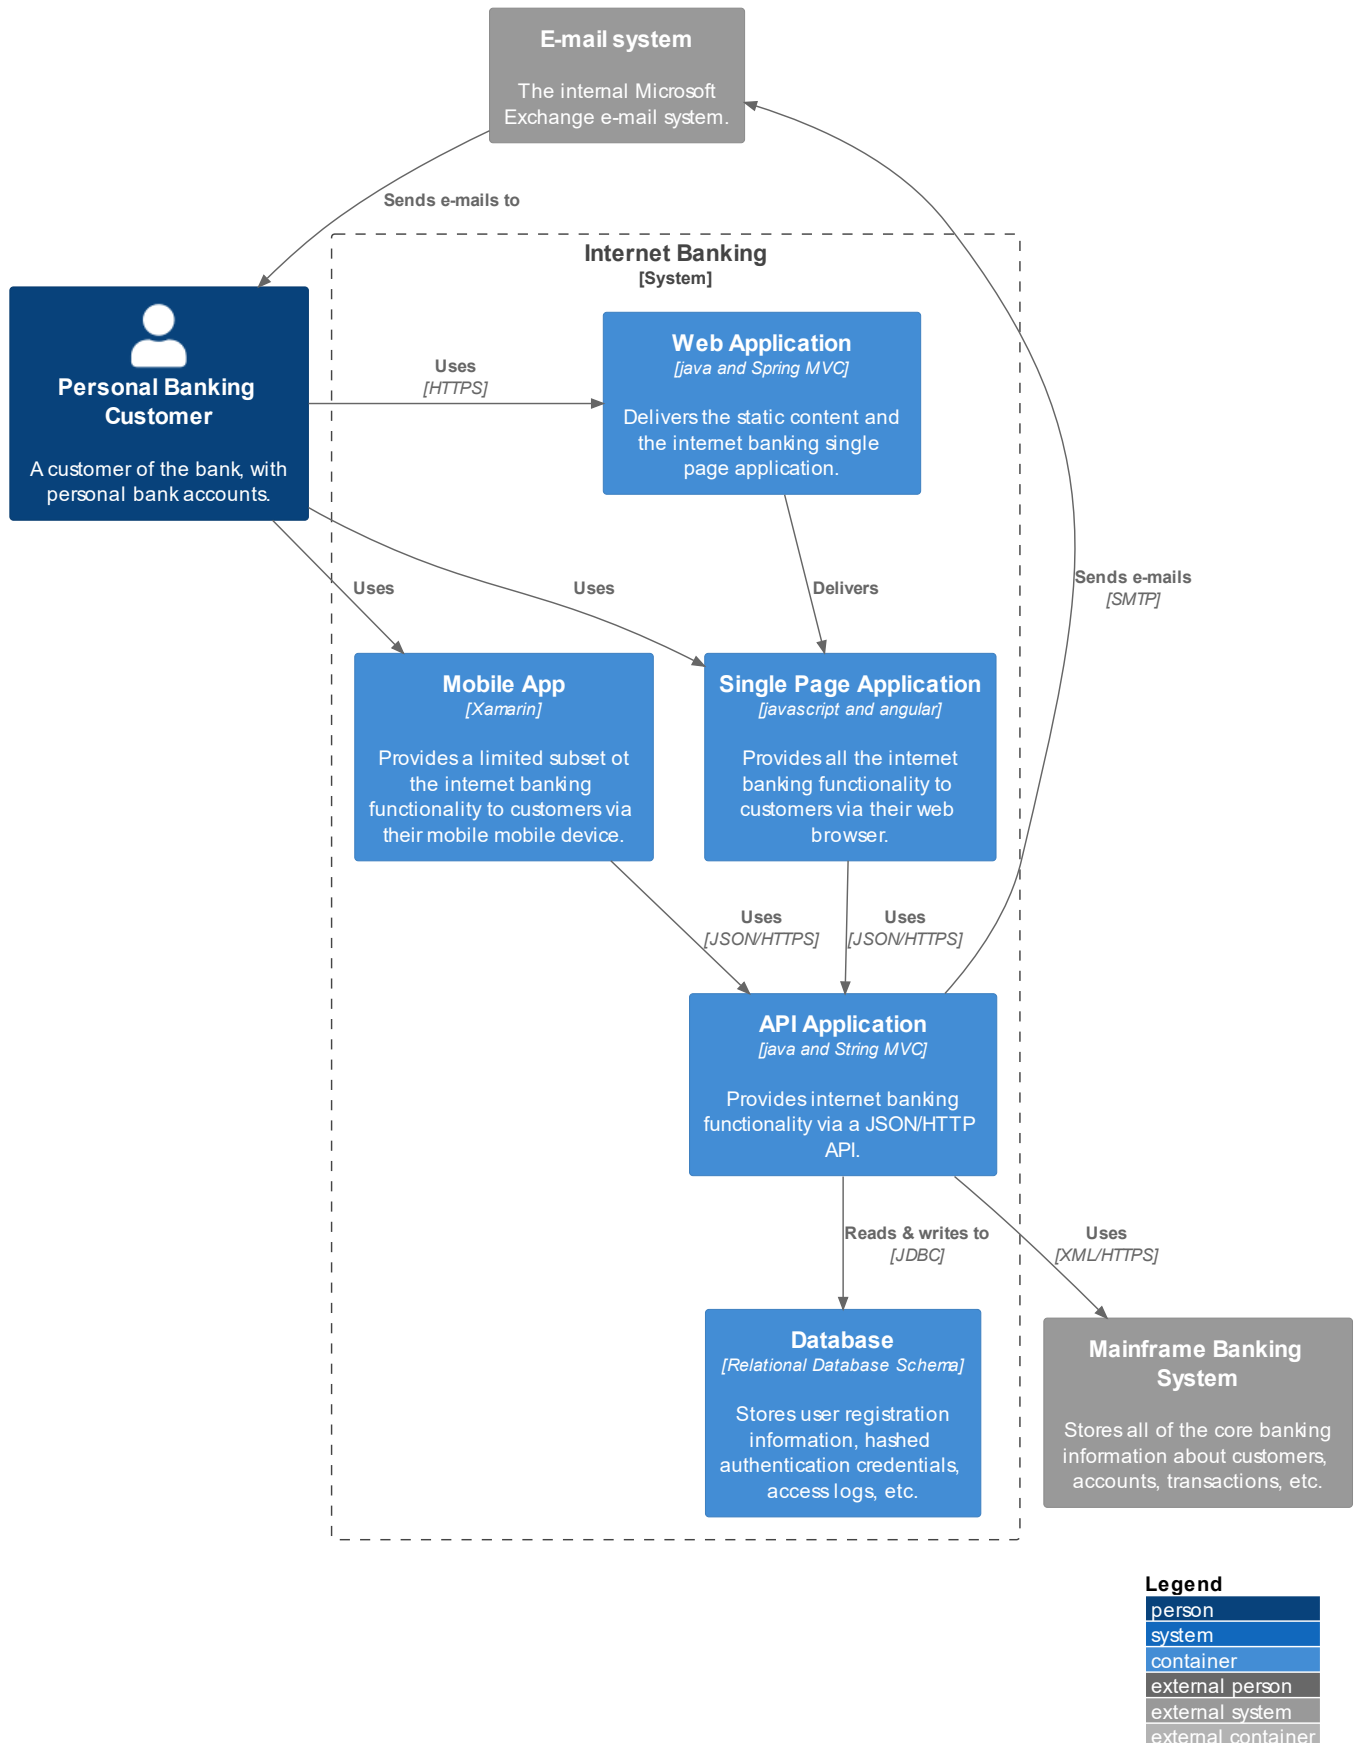 E-mail system
The internal Microsoft
Exchange e-mail system.
Sends e-mails to
Internet Banking
[System]
Personal Banking
Customer
A customer of the bank, with
personal bank accounts.
Uses
[HTTPS]
Web Application
[java and Spring MVC]
Delivers the static content and
the internet banking single
page application.
Uses
Uses
Delivers
Sends e-mails
[SMTP]
Mobile App
[Xamarin]
Provides a limited subset ot
the internet banking
functionality to customers via
their mobile mobile device.
Single Page Application
[javascript and angular]
Provides all the internet
banking functionality to
customers via their web
browser.
Uses
[JSON/HTTPS]
Uses
[JSON/HTTPS]
API Application
[java and String MVC]
Provides internet banking
functionality via a JSON/HTTP
API.
Reads & writes to
[JDBC]
Uses
[XML/HTTPS]
Database
[Relational Database Schema]
Stores user registration
information, hashed
authentication credentials,
access logs, etc.
Mainframe Banking
System
Stores all of the core banking
information about customers,
accounts, transactions, etc.
Legend
person
system
container
external person
external system
external container